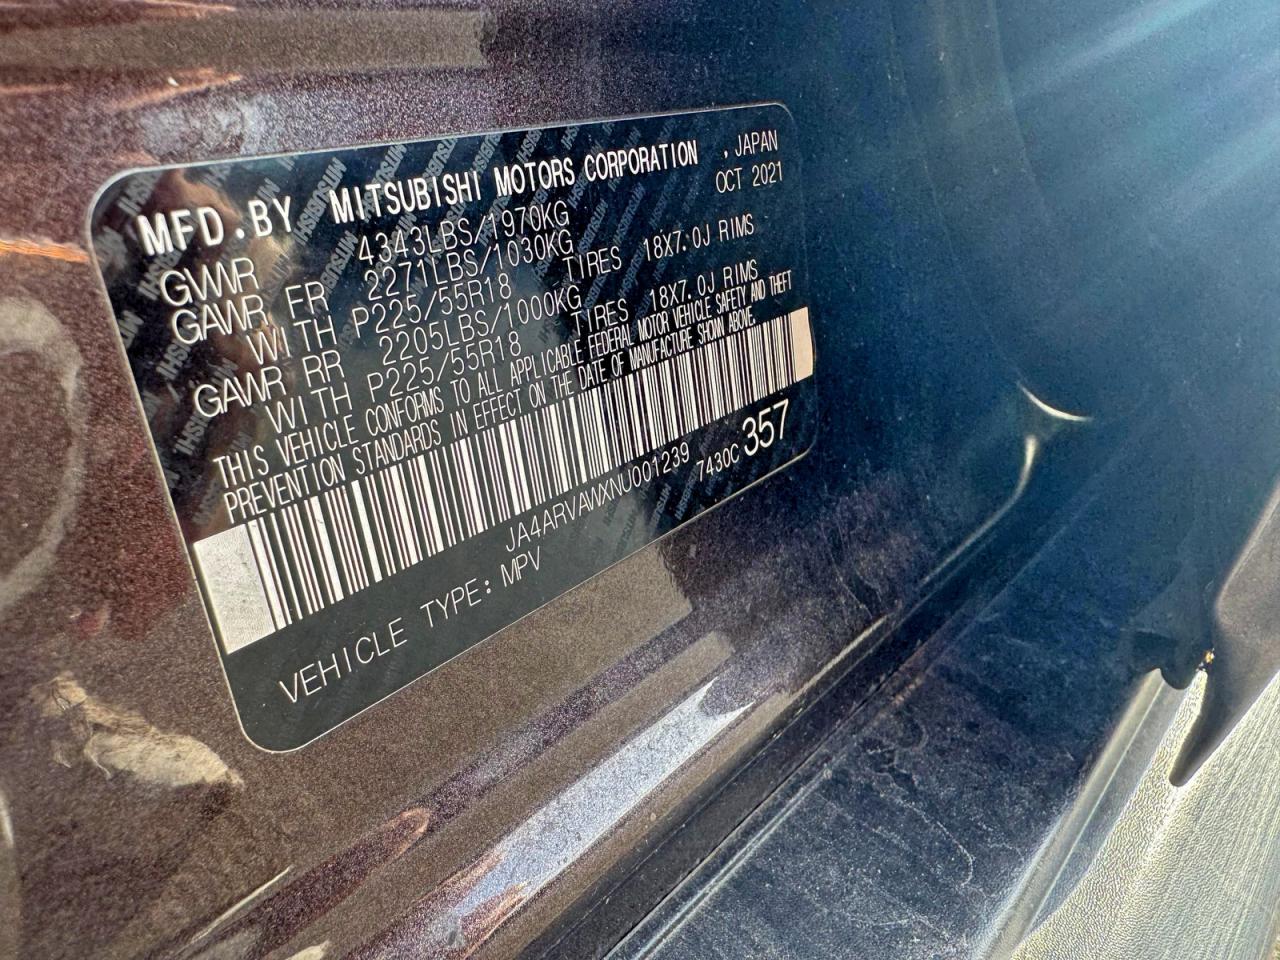 MFD.BY MITSUBISHI MOTORS CORPORATION , JAPAN
GVWR 4343LBS/1970KG OCT 2021
GAWR FR 2271LBS/1030KG
WITH P225/55R18 TIRES 18X7.0J RIMS
GAWR RR 2205LBS/1000KG
WITH P225/55R18 TIRES 18X7.0J RIMS
THIS VEHICLE CONFORMS TO ALL APPLICABLE FEDERAL MOTOR VEHICLE SAFETY AND THEFT
PREVENTION STANDARDS IN EFFECT ON THE DATE OF MANUFACTURE SHOWN ABOVE.
JA4ARVAWXNU001239 7430C 357
VEHICLE TYPE: MPV